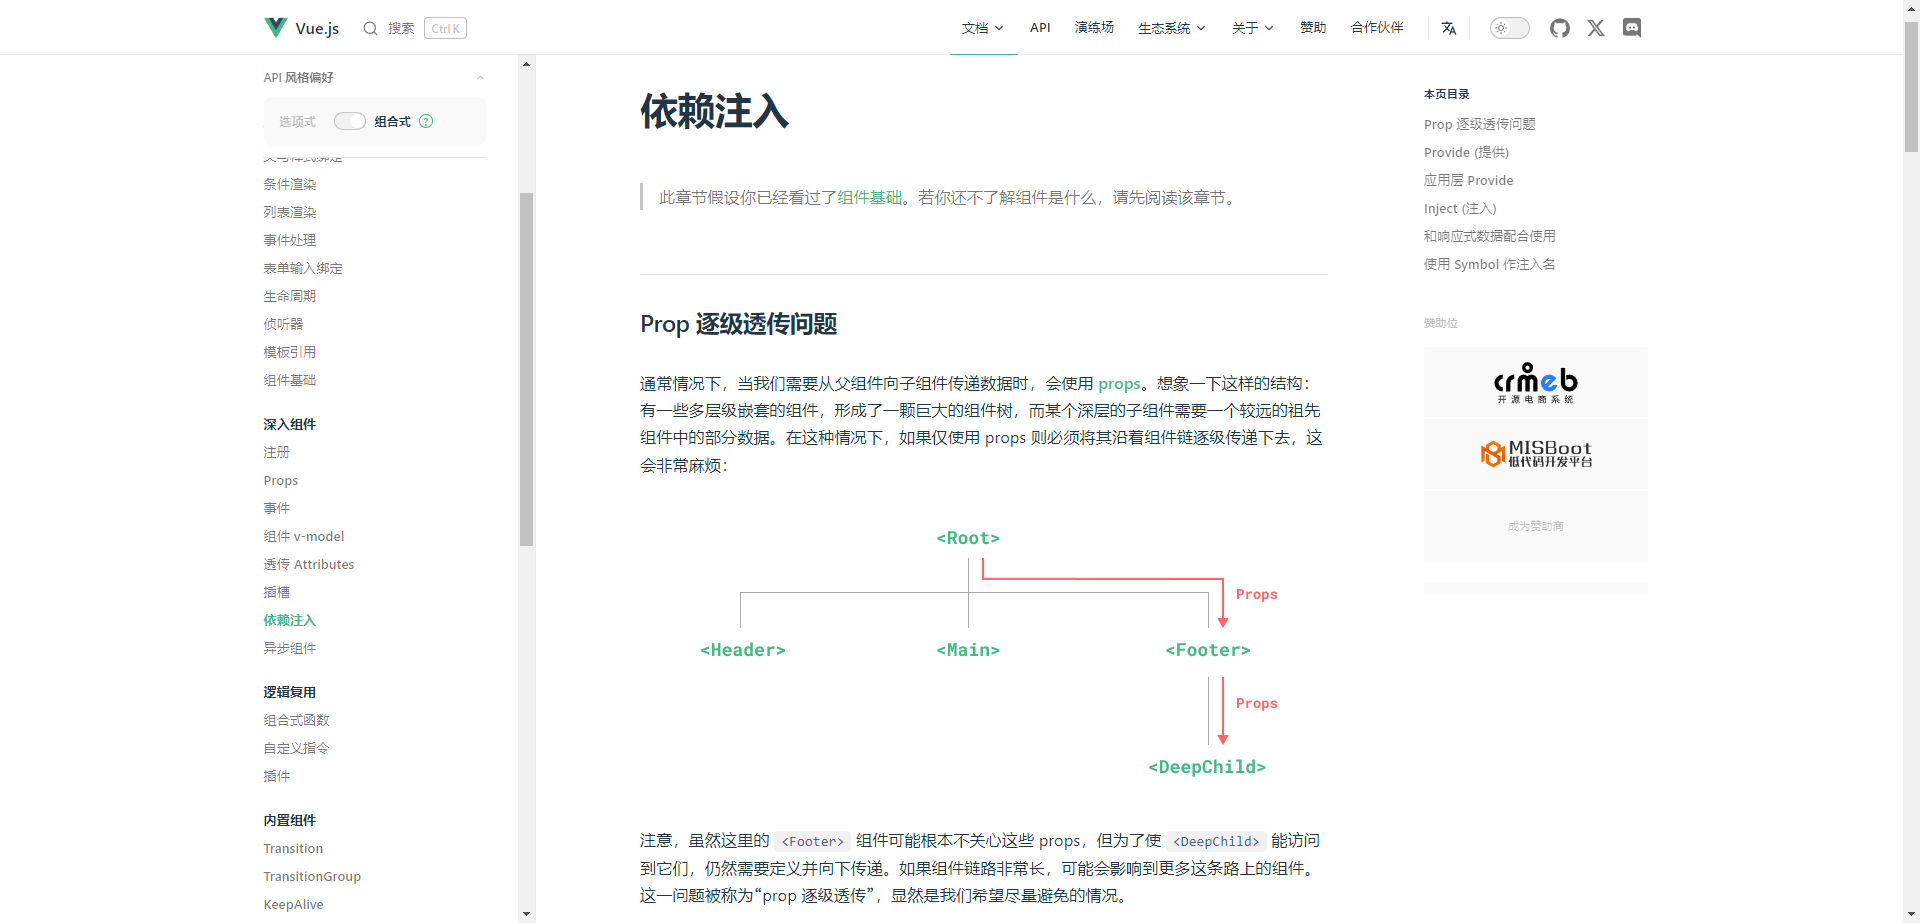 Vue.js
搜索
Ctrl K
文档
API
演练场
生态系统
关于
赞助
合作伙伴
API 风格偏好
选项式
组合式
?
条件渲染
列表渲染
事件处理
表单输入绑定
生命周期
侦听器
模板引用
组件基础
深入组件
注册
Props
事件
组件 v-model
透传 Attributes
插槽
依赖注入
异步组件
逻辑复用
组合式函数
自定义指令
插件
内置组件
Transition
TransitionGroup
KeepAlive
依赖注入
此章节假设你已经看过了组件基础。若你还不了解组件是什么，请先阅读该章节。
Prop 逐级透传问题
通常情况下，当我们需要从父组件向子组件传递数据时，会使用 props。想象一下这样的结构：
有一些多层级嵌套的组件，形成了一颗巨大的组件树，而某个深层的子组件需要一个较远的祖先
组件中的部分数据。在这种情况下，如果仅使用 props 则必须将其沿着组件链逐级传递下去，这
会非常麻烦：
<Root>
Props
<Header>
<Main>
<Footer>
Props
<DeepChild>
注意，虽然这里的 <Footer> 组件可能根本不关心这些 props，但为了使 <DeepChild> 能访问
到它们，仍然需要定义并向下传递。如果组件链路非常长，可能会影响到更多这条路上的组件。
这一问题被称为“prop 逐级透传”，显然是我们希望尽量避免的情况。
本页目录
Prop 逐级透传问题
Provide (提供)
应用层 Provide
Inject (注入)
和响应式数据配合使用
使用 Symbol 作注入名
赞助位
crmeb
开源电商系统
MISBoot
低代码开发平台
成为赞助商